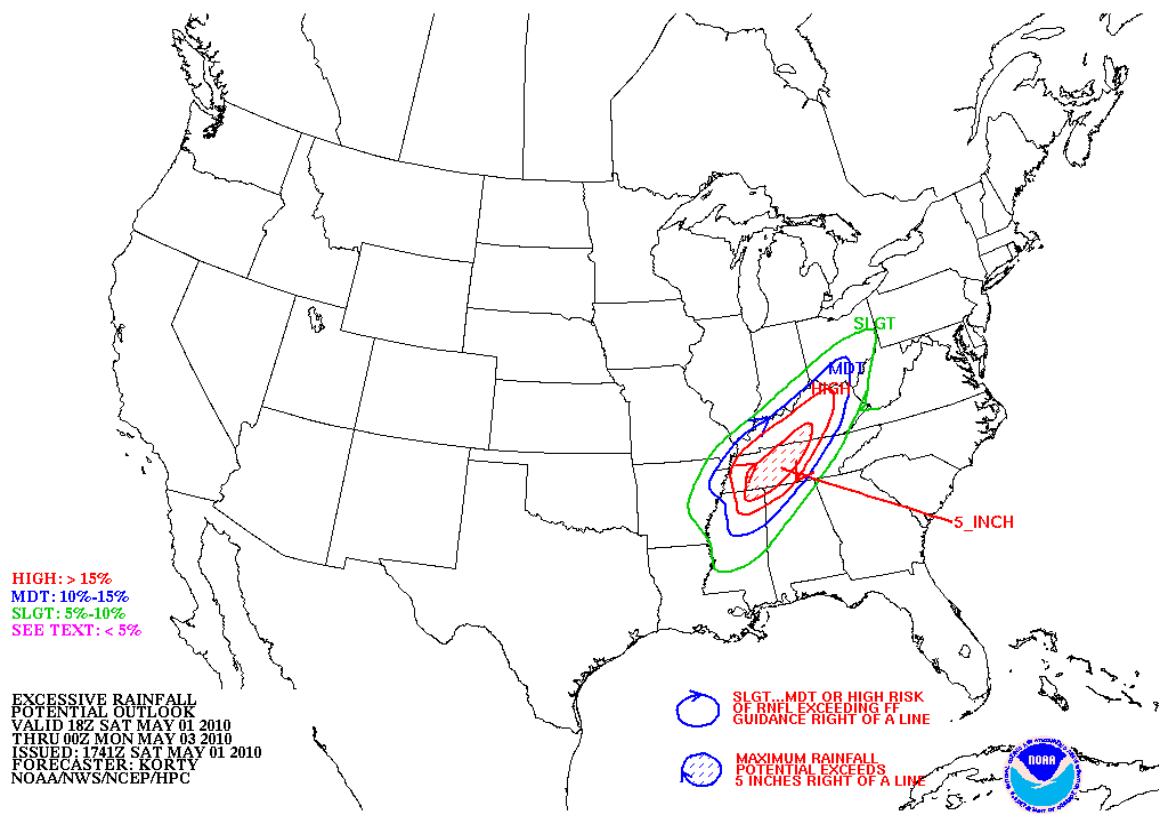 SLGT
MDT
HIGH
5_INCH
HIGH: > 15%
MDT: 10%-15%
SLGT: 5%-10%
SEE TEXT: < 5%
EXCESSIVE RAINFALL
POTENTIAL OUTLOOK
VALID 18Z SAT MAY 01 2010
THRU 00Z MON MAY 03 2010
ISSUED: 1741Z SAT MAY 01 2010
FORECASTER: KORTY
NOAA/NWS/NCEP/HPC
SLGT...MDT OR HIGH RISK
OF RNFL EXCEEDING FF
GUIDANCE RIGHT OF A LINE
MAXIMUM RAINFALL
POTENTIAL EXCEEDS
5 INCHES RIGHT OF A LINE
NOAA